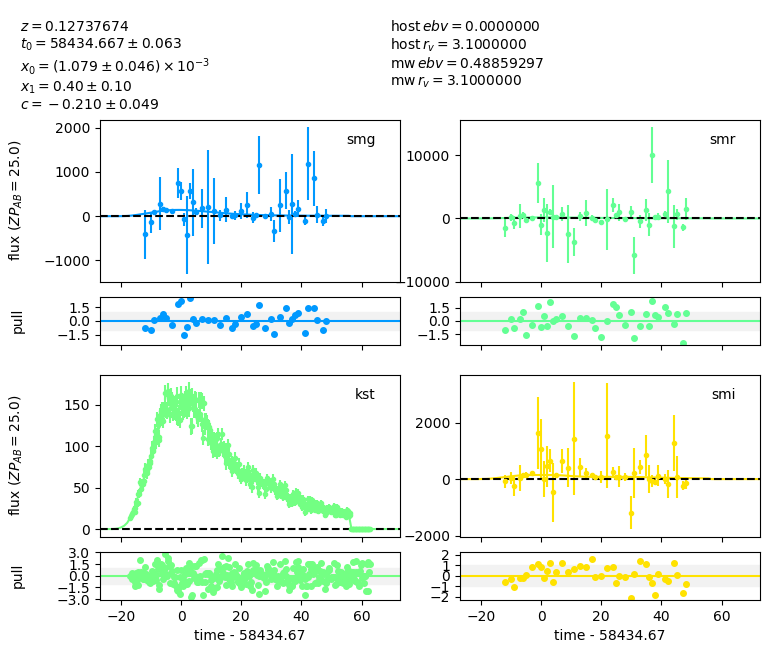 z = 0.12737674
t₀ = 58434.667 ± 0.063
x₀ = (1.079 ± 0.046) × 10⁻³
x₁ = 0.40 ± 0.10
c = −0.210 ± 0.049
host ebv = 0.0000000
host r_v = 3.1000000
mw ebv = 0.48859297
mw r_v = 3.1000000
flux (ZP_AB = 25.0)
2000
1000
0
−1000
smg
10000
0
−10000
smr
pull
1.5
0.0
−1.5
1.5
0.0
−1.5
flux (ZP_AB = 25.0)
150
100
50
0
kst
2000
0
−2000
smi
pull
3.0
1.5
0.0
−1.5
−3.0
2
1
0
−1
−2
−20 0 20 40 60
−20 0 20 40 60
time - 58434.67
time - 58434.67